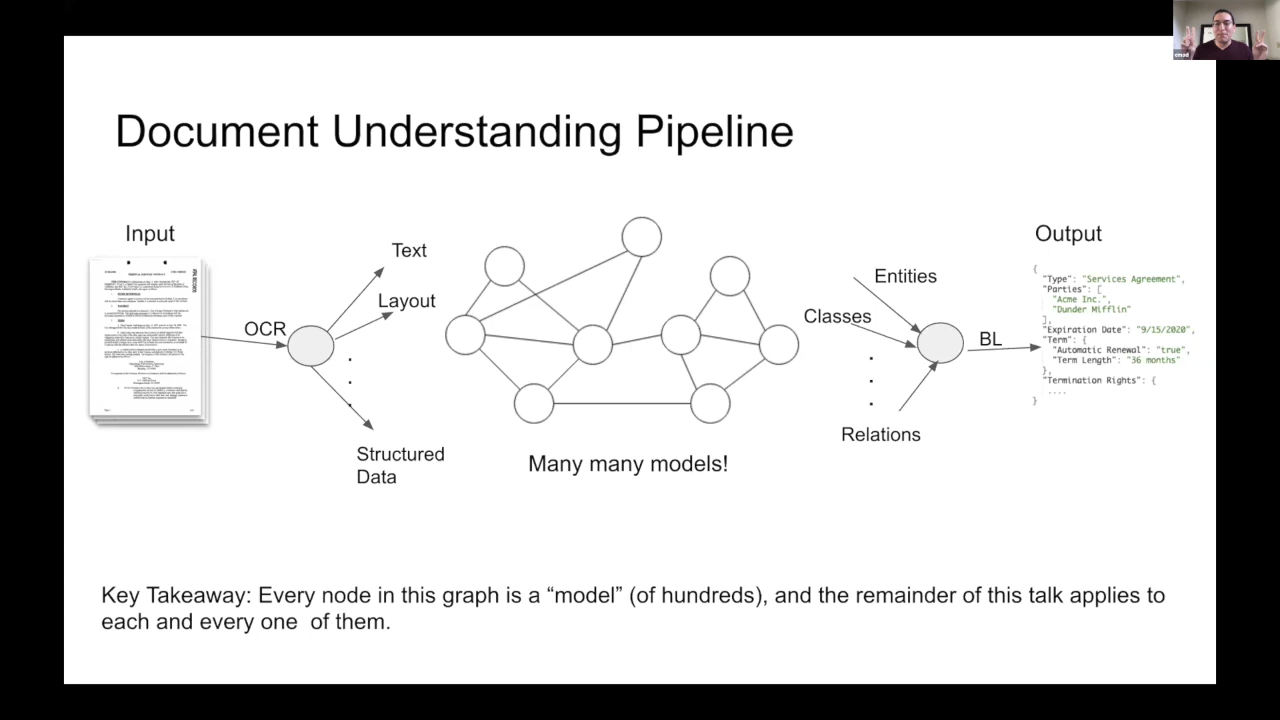 Document Understanding Pipeline
Input
OCR
Text
Layout
Structured
Data
Many many models!
Entities
Classes
Relations
BL
Output
{
"Type": "Services Agreement",
"Parties": [
"Acme Inc.",
"Dunder Mifflin"
],
"Expiration Date": "9/15/2020",
"Term": {
"Automatic Renewal": "true",
"Term Length": "36 months"
},
"Termination Rights": {
....
}
Key Takeaway: Every node in this graph is a “model” (of hundreds), and the remainder of this talk applies to
each and every one  of them.